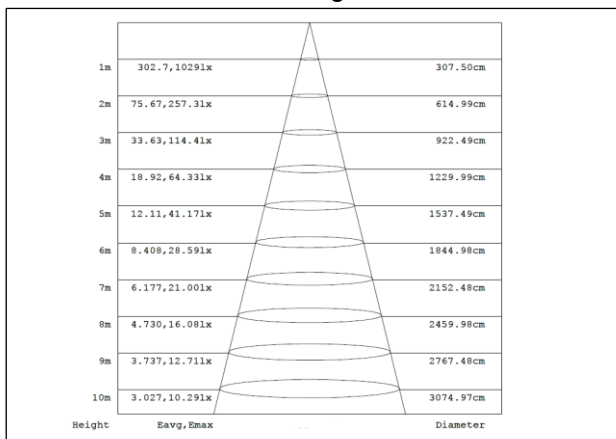 1m 302.7,1029lx 307.50cm
2m 75.67,257.3lx 614.99cm
3m 33.63,114.4lx 922.49cm
4m 18.92,64.33lx 1229.99cm
5m 12.11,41.17lx 1537.49cm
6m 8.408,28.59lx 1844.98cm
7m 6.177,21.00lx 2152.48cm
8m 4.730,16.08lx 2459.98cm
9m 3.737,12.71lx 2767.48cm
10m 3.027,10.29lx 3074.97cm
Height Eavg,Emax Diameter